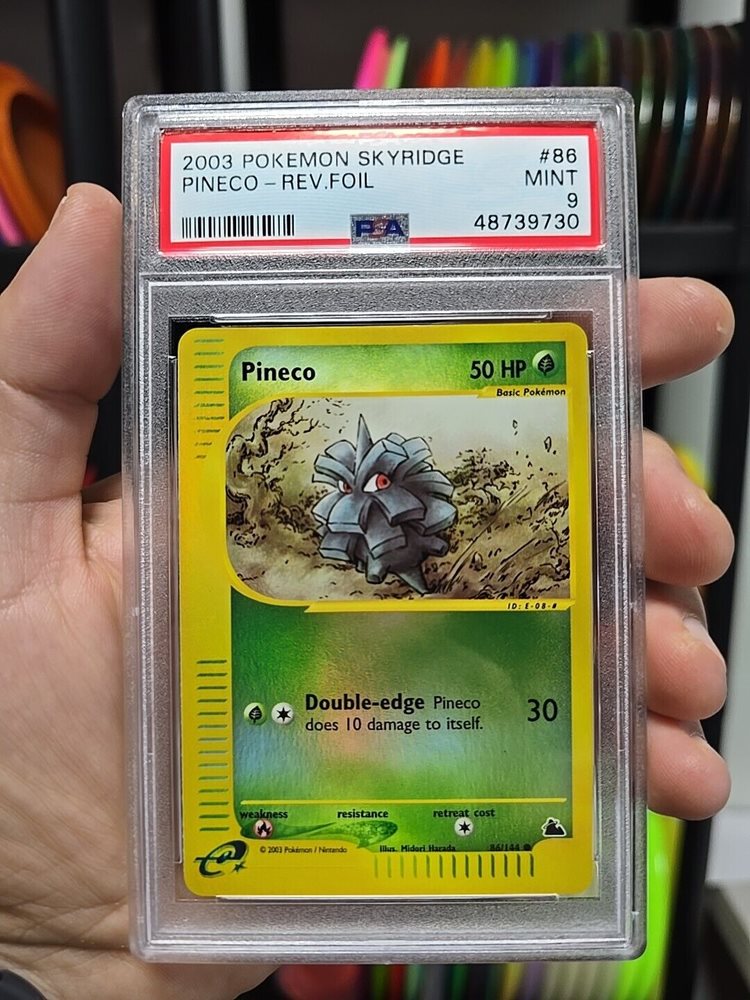 2003 POKEMON SKYRIDGE #86
PINECO - REV.FOIL MINT
9
PSA 48739730
Pineco 50 HP
Basic Pokémon
ID: E-08-#
Double-edge Pineco 30
does 10 damage to itself.
weakness resistance retreat cost
© 2003 Pokémon / Nintendo Illus. Midori Harada 86/144
e